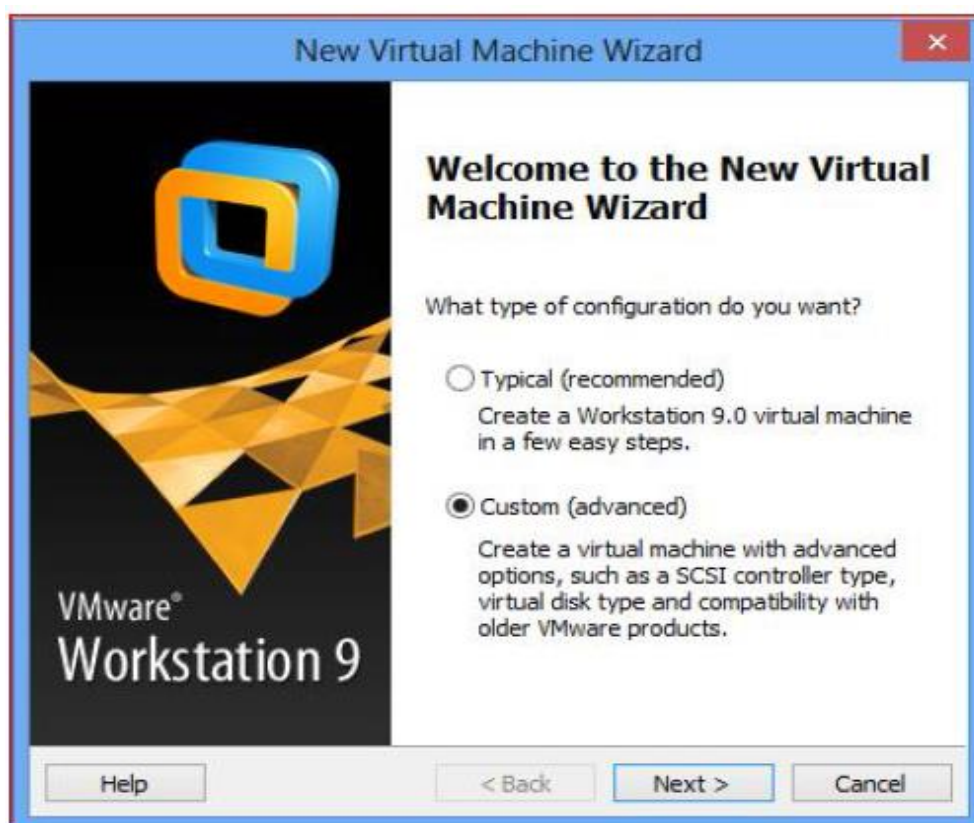 New Virtual Machine Wizard
Welcome to the New Virtual
Machine Wizard
What type of configuration do you want?
Typical (recommended)
Create a Workstation 9.0 virtual machine
in a few easy steps.
Custom (advanced)
Create a virtual machine with advanced
options, such as a SCSI controller type,
virtual disk type and compatibility with
older VMware products.
VMware®
Workstation 9
Help
< Back
Next >
Cancel